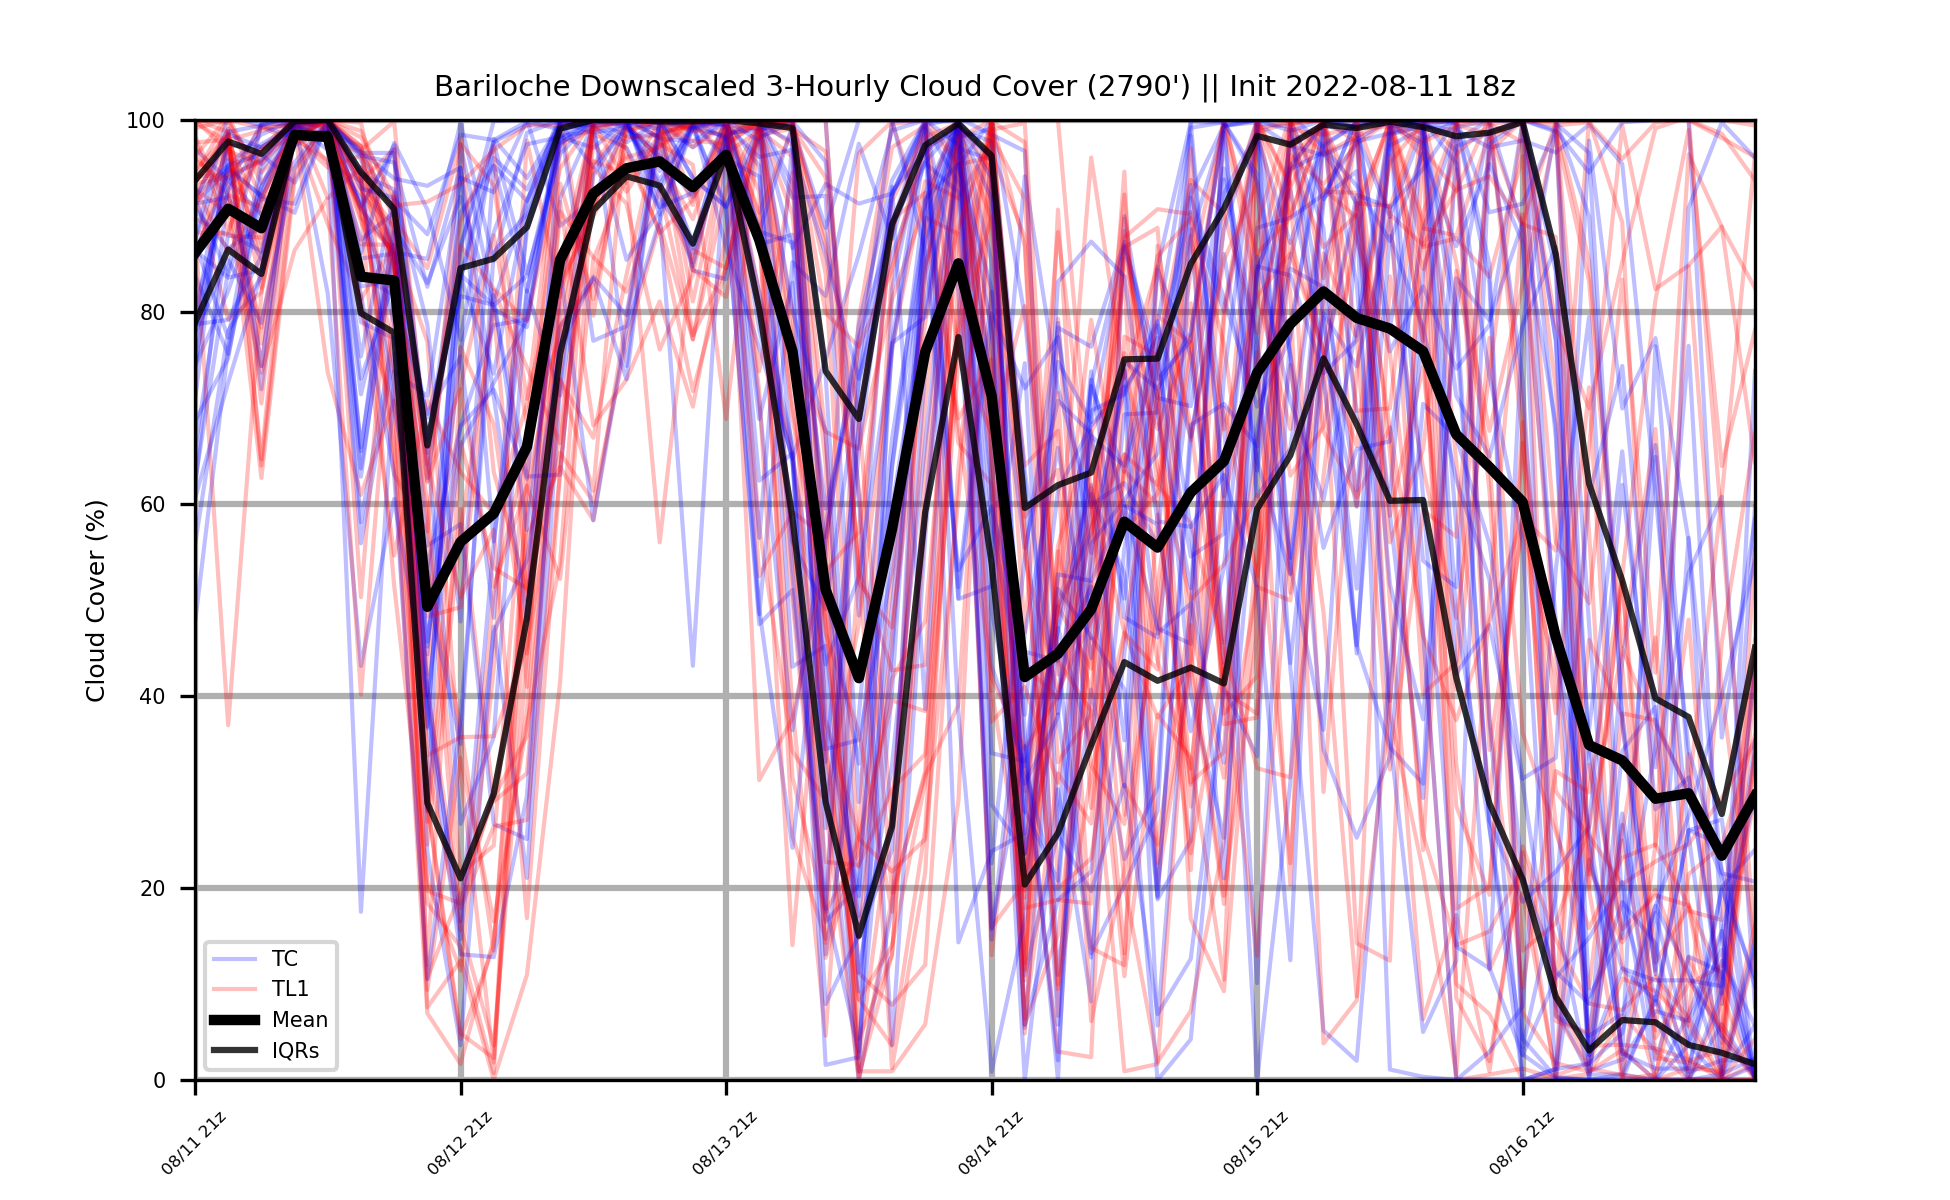 Bariloche Downscaled 3-Hourly Cloud Cover (2790') || Init 2022-08-11 18z
Cloud Cover (%)
100
80
60
40
20
0
TC
TL1
Mean
IQRs
08/11 21z
08/12 21z
08/13 21z
08/14 21z
08/15 21z
08/16 21z